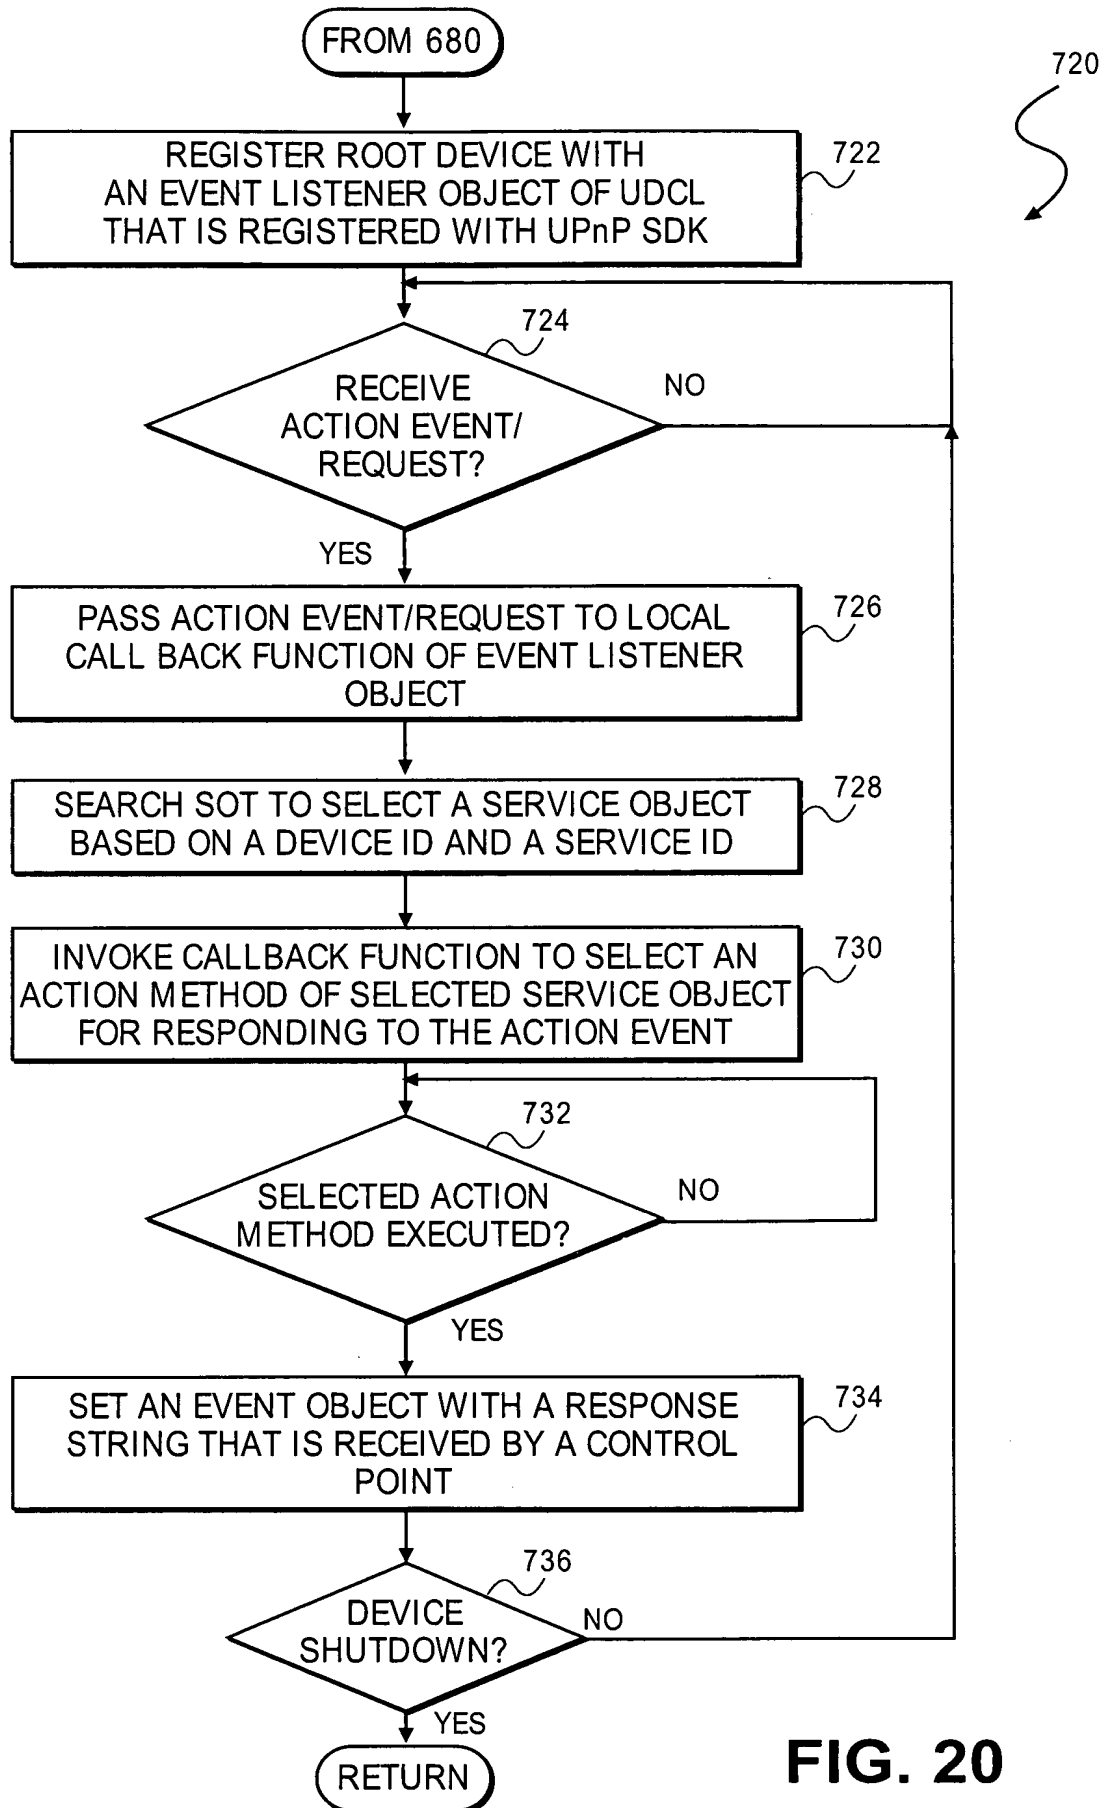 FROM 680
720
REGISTER ROOT DEVICE WITH
AN EVENT LISTENER OBJECT OF UDCL
THAT IS REGISTERED WITH UPnP SDK
722
724
RECEIVE
ACTION EVENT/
REQUEST?
NO
YES
PASS ACTION EVENT/REQUEST TO LOCAL
CALL BACK FUNCTION OF EVENT LISTENER
OBJECT
726
SEARCH SOT TO SELECT A SERVICE OBJECT
BASED ON A DEVICE ID AND A SERVICE ID
728
INVOKE CALLBACK FUNCTION TO SELECT AN
ACTION METHOD OF SELECTED SERVICE OBJECT
FOR RESPONDING TO THE ACTION EVENT
730
732
SELECTED ACTION
METHOD EXECUTED?
NO
YES
SET AN EVENT OBJECT WITH A RESPONSE
STRING THAT IS RECEIVED BY A CONTROL
POINT
734
736
DEVICE
SHUTDOWN?
NO
YES
RETURN
FIG. 20